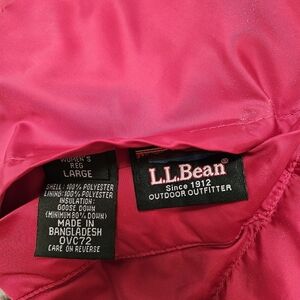 WOMEN'S
REG
LARGE
SHELL: 100% POLYESTER
LINING: 100% POLYESTER
INSULATION:
GOOSE DOWN
(MINIMUM 80% DOWN)
MADE IN
BANGLADESH
OVC72
CARE ON REVERSE
L.L.Bean®
Since 1912
OUTDOOR OUTFITTER